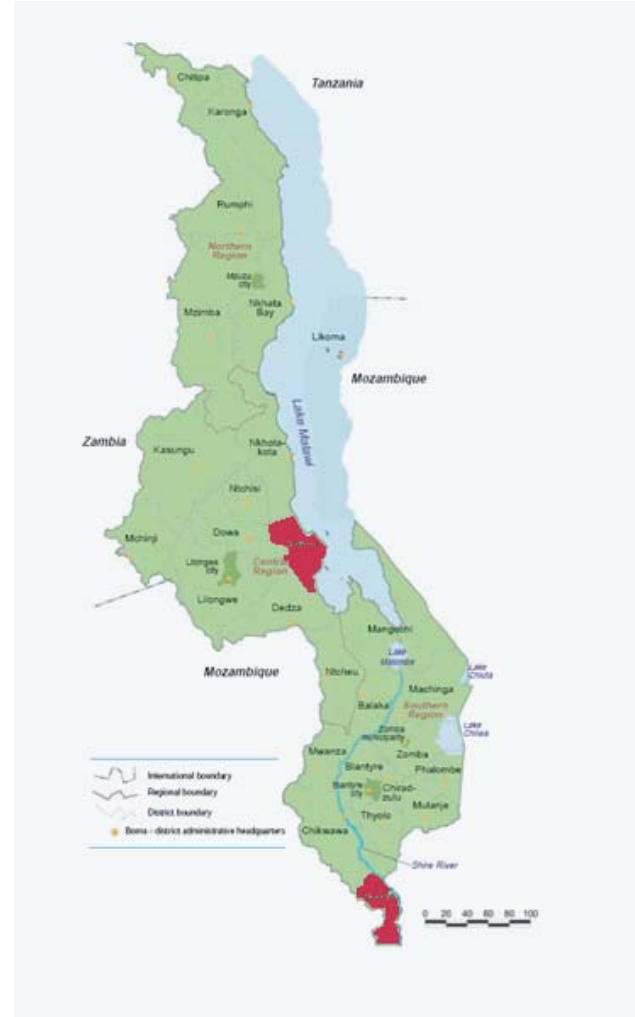 Chitipa
Tanzania
Karonga
Rumphi
Northern
Region
Mzuzu
city
Nkhata
Bay
Mzimba
Likoma
Mozambique
Lake Malawi
Zambia
Kasungu
Nkhota-
kota
Ntchisi
Dowa
Mchinji
Lilongwe
city
Central
Region
Lilongwe
Dedza
Mangochi
Mozambique
Lake
Malombe
Ntcheu
Lake
Chiuta
Machinga
Balaka
Southern
Region
Lake
Chilwa
Zomba
municipality
Zomba
Mwanza
Blantyre
Phalombe
Blantyre
city
Chirad-
zulu
Mulanje
Thyolo
Chikwawa
Shire River
International boundary
Regional boundary
District boundary
Boma - district administrative headquarters
0 20 40 60 80 100